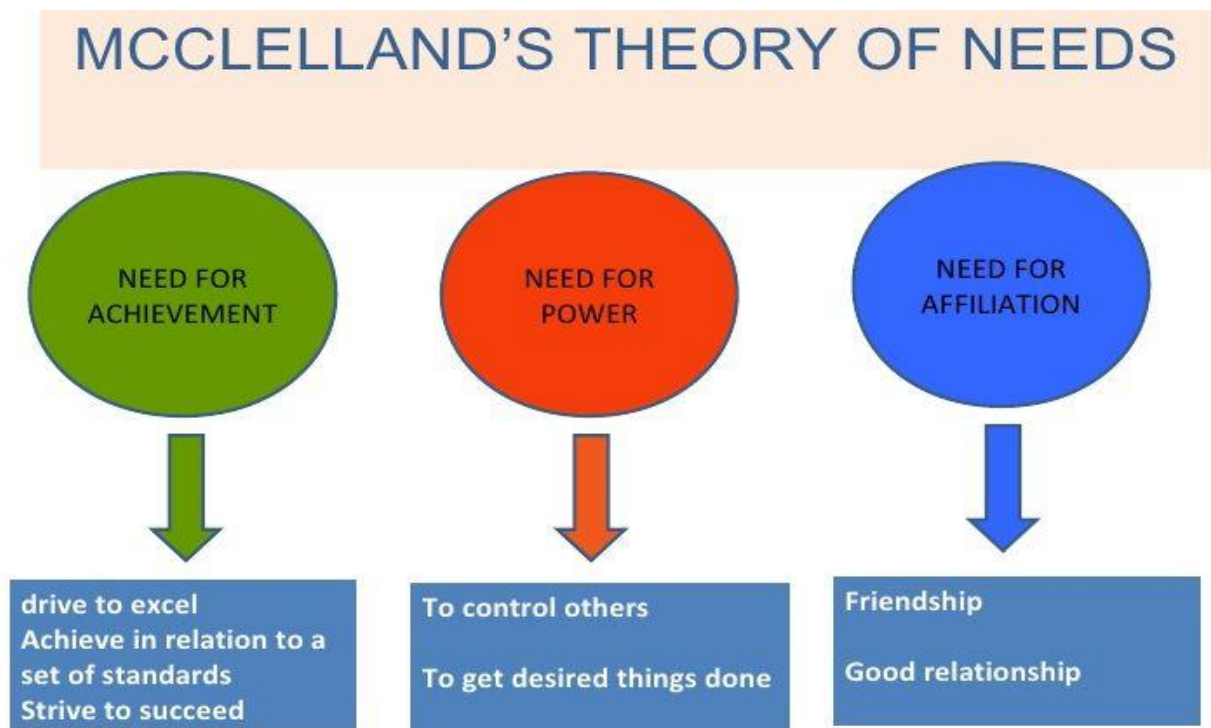 MCCLELLAND'S THEORY OF NEEDS
NEED FOR
ACHIEVEMENT
NEED FOR
POWER
NEED FOR
AFFILIATION
drive to excel
Achieve in relation to a
set of standards
Strive to succeed
To control others
To get desired things done
Friendship
Good relationship